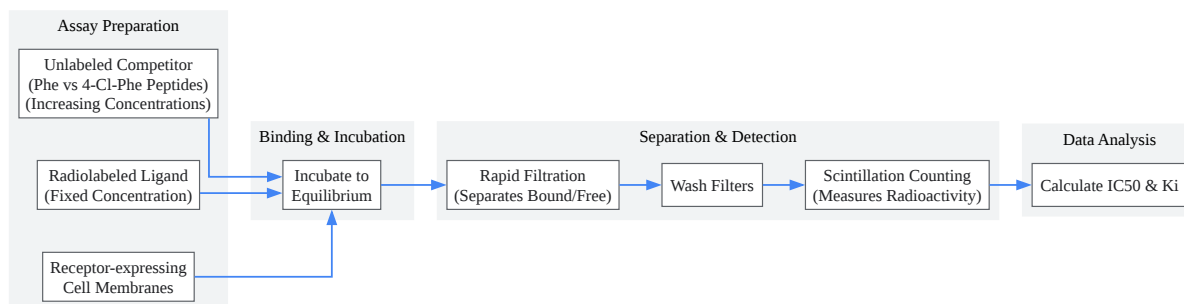 Assay Preparation
Unlabeled Competitor
(Phe vs 4-Cl-Phe Peptides)
(Increasing Concentrations)
Radiolabeled Ligand
(Fixed Concentration)
Receptor-expressing
Cell Membranes
Binding & Incubation
Incubate to
Equilibrium
Separation & Detection
Rapid Filtration
(Separates Bound/Free)
Wash Filters
Scintillation Counting
(Measures Radioactivity)
Data Analysis
Calculate IC50 & Ki